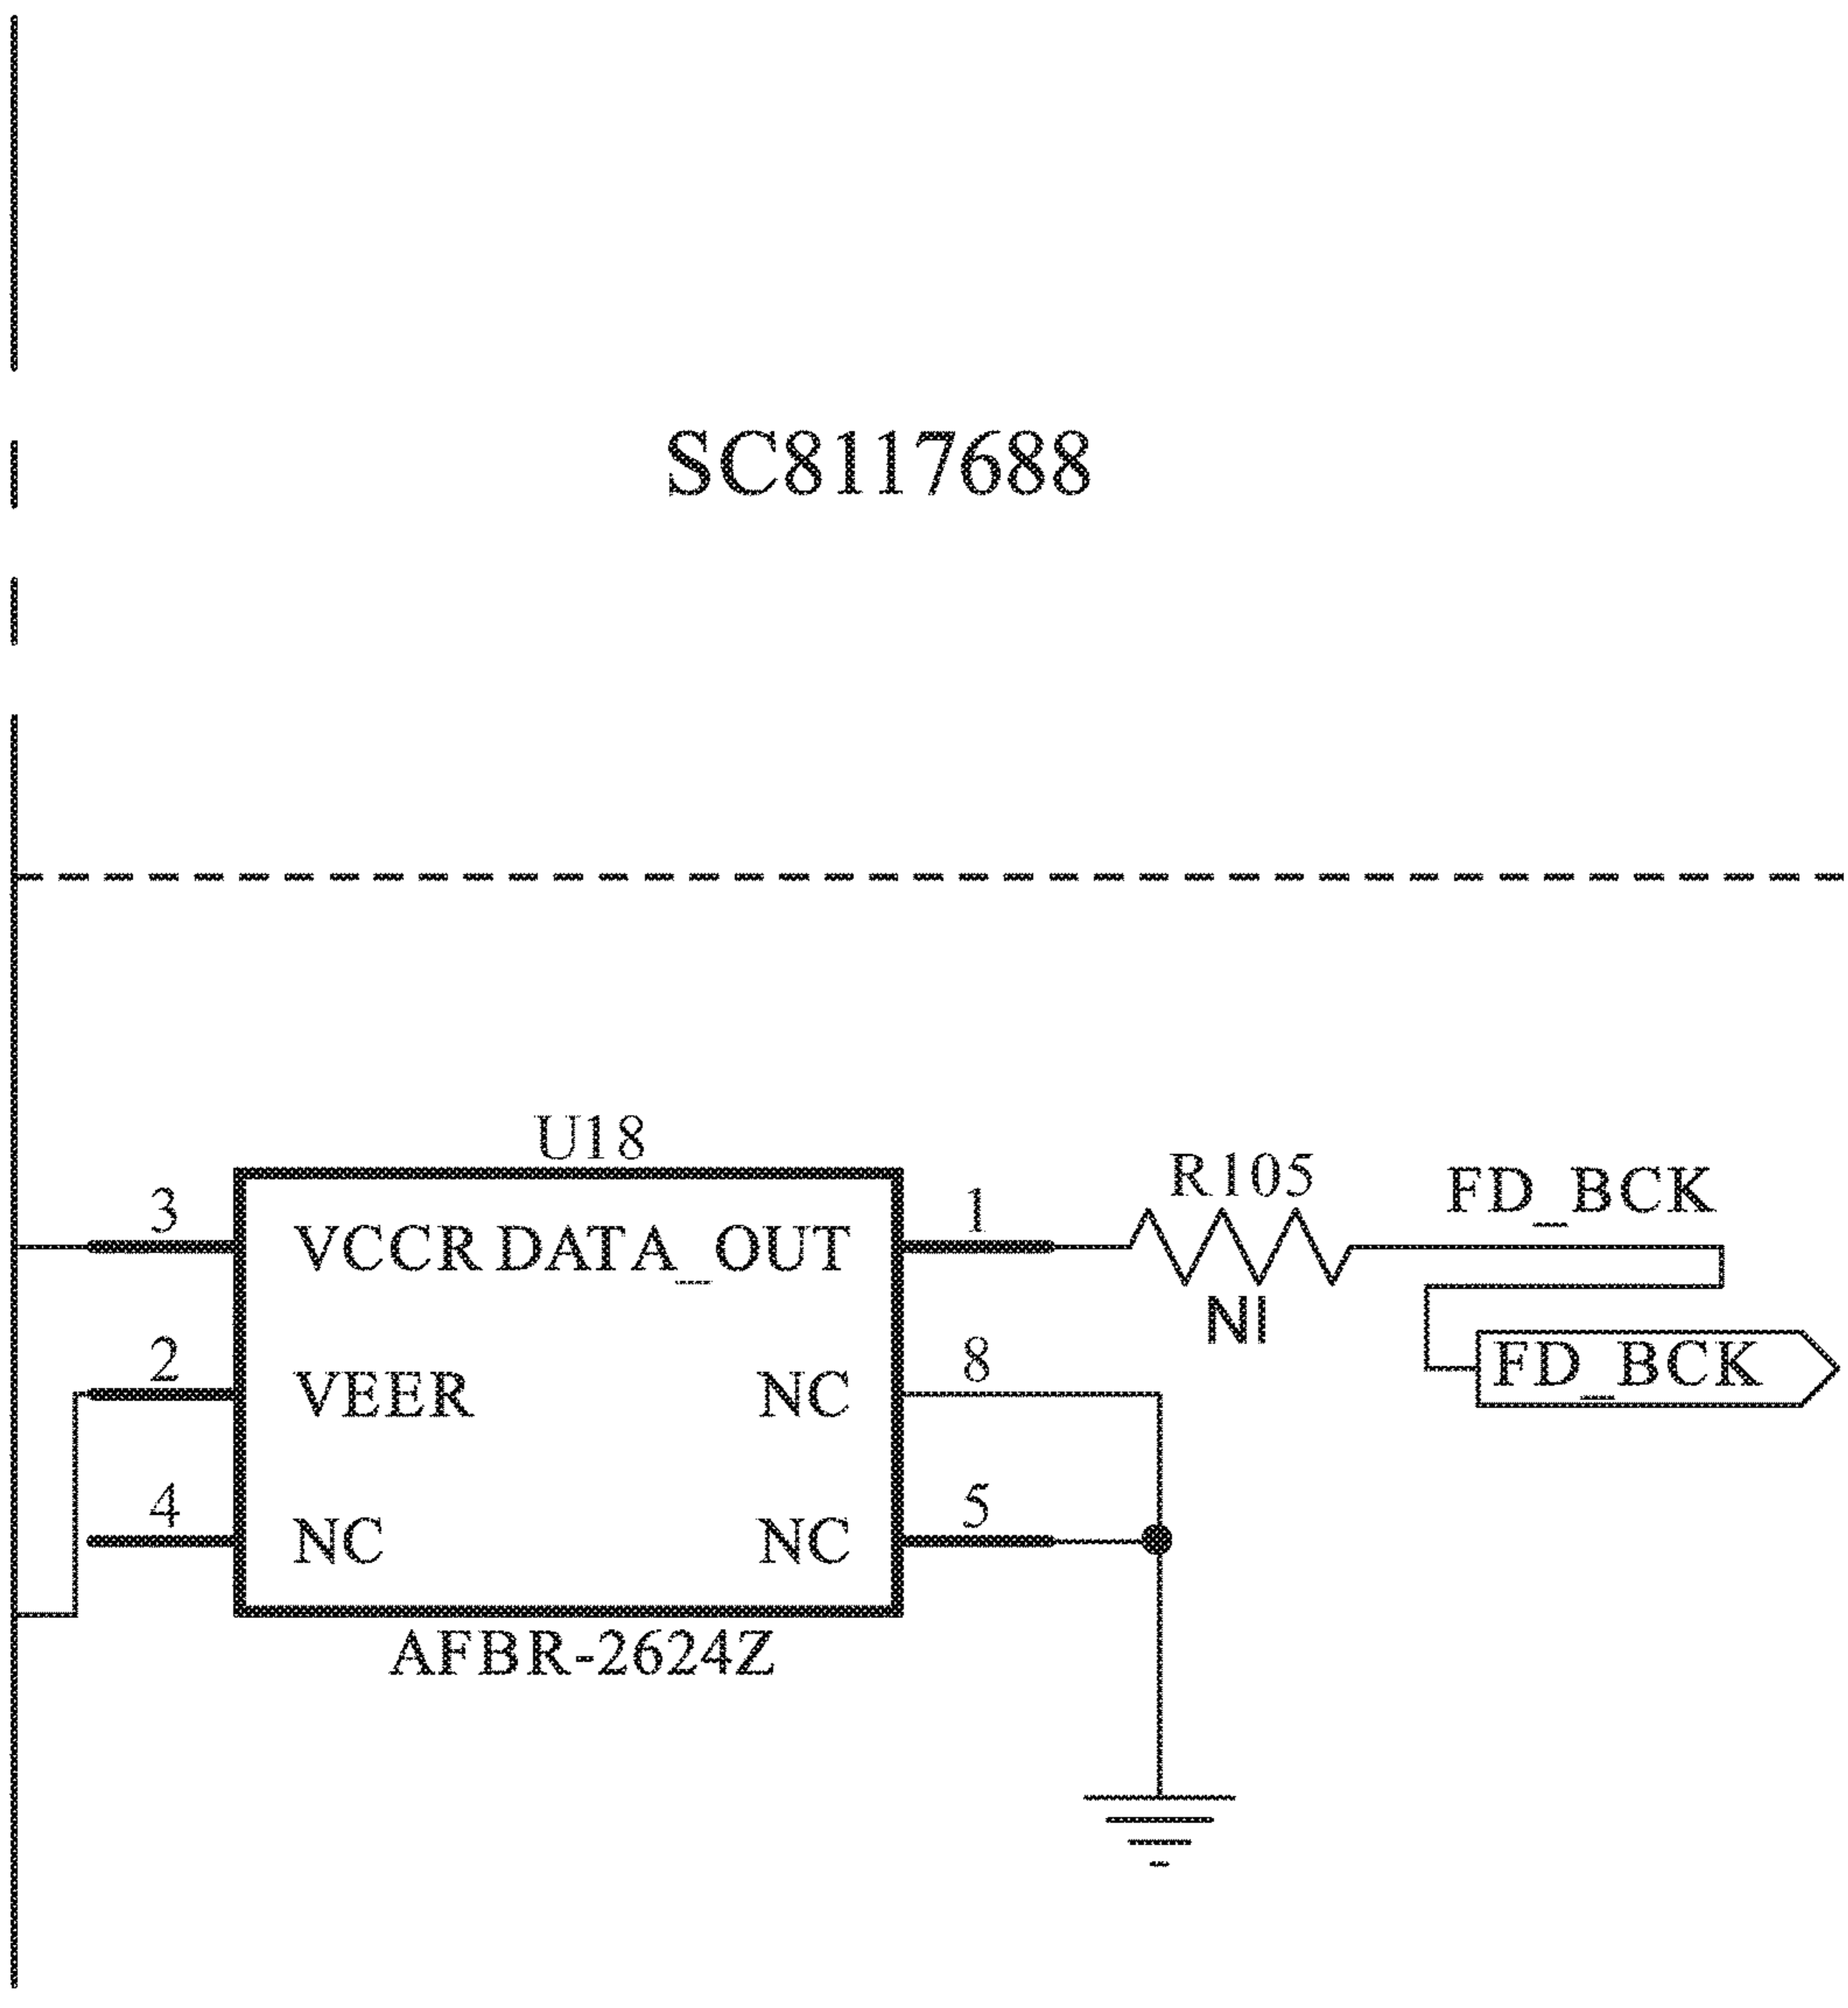 SC8117688
U18
3
VCCR DATA_OUT
1
R105
FD_BCK
NI
2
VEER
NC
8
FD_BCK
4
NC
NC
5
AFBR-2624Z